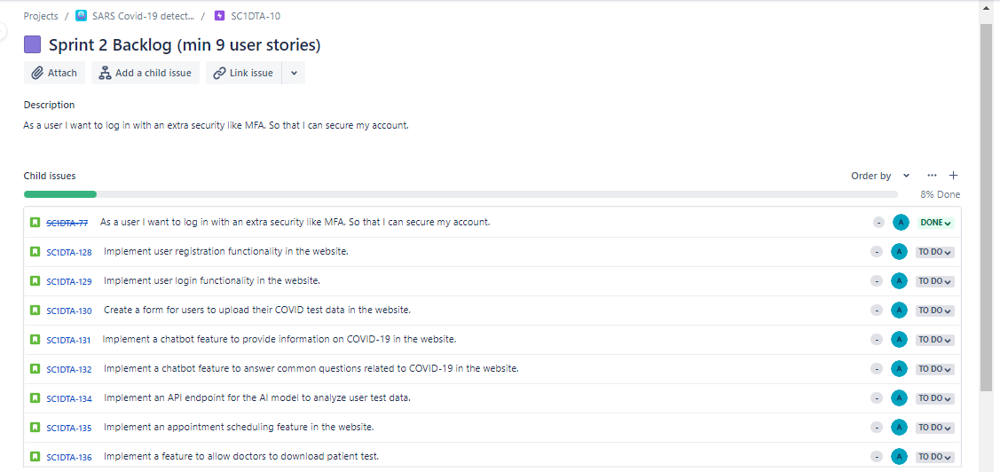 Projects / SARS Covid-19 detect... / SC1DTA-10
Sprint 2 Backlog (min 9 user stories)
Attach Add a child issue Link issue
Description
As a user I want to log in with an extra security like MFA. So that I can secure my account.
Child issues Order by
8% Done
SC1DTA-77 As a user I want to log in with an extra security like MFA. So that I can secure my account. - A DONE
SC1DTA-128 Implement user registration functionality in the website. - A TO DO
SC1DTA-129 Implement user login functionality in the website. - A TO DO
SC1DTA-130 Create a form for users to upload their COVID test data in the website. - A TO DO
SC1DTA-131 Implement a chatbot feature to provide information on COVID-19 in the website. - A TO DO
SC1DTA-132 Implement a chatbot feature to answer common questions related to COVID-19 in the website. - A TO DO
SC1DTA-134 Implement an API endpoint for the AI model to analyze user test data. - A TO DO
SC1DTA-135 Implement an appointment scheduling feature in the website. - A TO DO
SC1DTA-136 Implement a feature to allow doctors to download patient test. - A TO DO